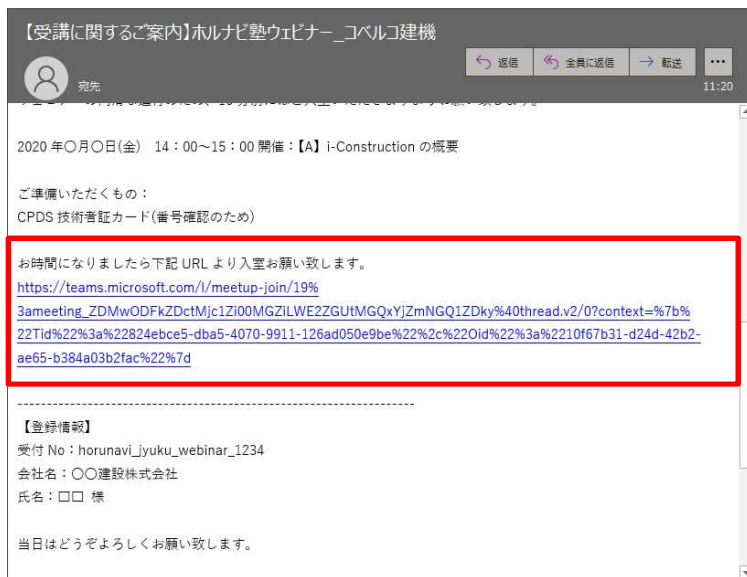 【受講に関するご案内】ホルナビ塾ウェビナー_コベルコ建機
返信 全員に返信 転送 …
宛先
11:20
2020 年〇月〇日(金) 14：00～15：00 開催：【A】i-Construction の概要
ご準備いただくもの：
CPDS 技術者証カード(番号確認のため)
お時間になりましたら下記 URL より入室お願い致します。
https://teams.microsoft.com/l/meetup-join/19%
3ameeting_ZDMwODFkZDctMjc1Zi00MGZiLWE2ZGUtMGQxYjZmNGQ1ZDky%40thread.v2/0?context=%7b%
22Tid%22%3a%22824ebce5-dba5-4070-9911-126ad050e9be%22%2c%22Oid%22%3a%2210f67b31-d24d-42b2-
ae65-b384a03b2fac%22%7d
------------------------------------------------------------------
【登録情報】
受付 No：horunavi_jyuku_webinar_1234
会社名：〇〇建設株式会社
氏名：□□ 様
当日はどうぞよろしくお願い致します。